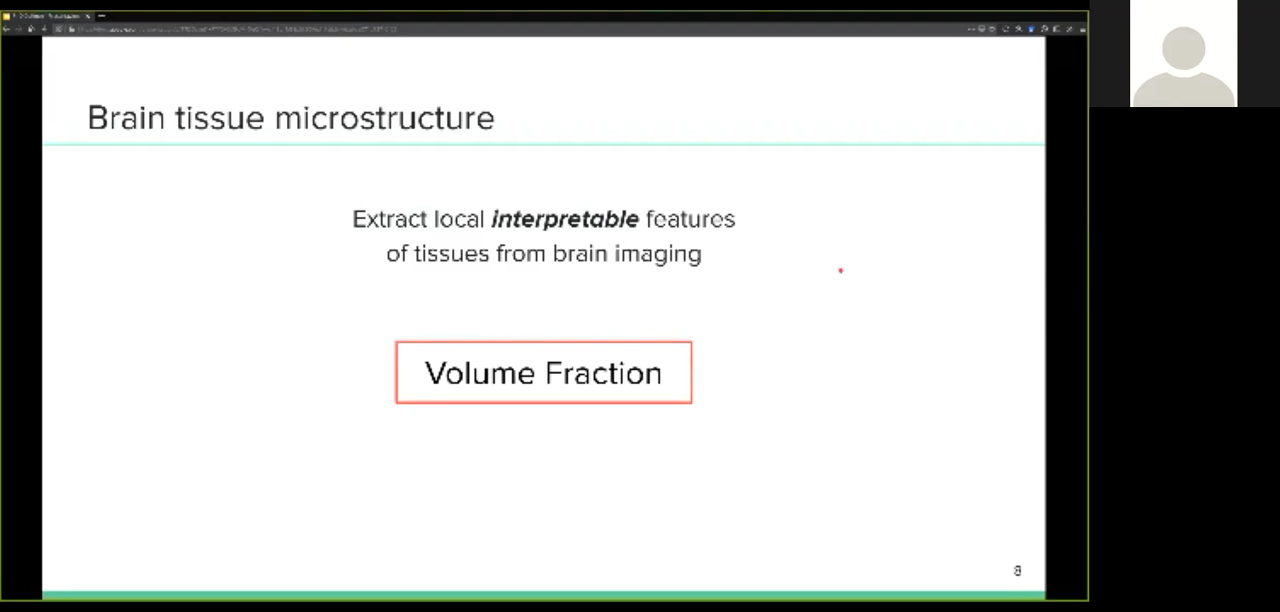 Brain tissue microstructure
Extract local interpretable features
of tissues from brain imaging
Volume Fraction
8